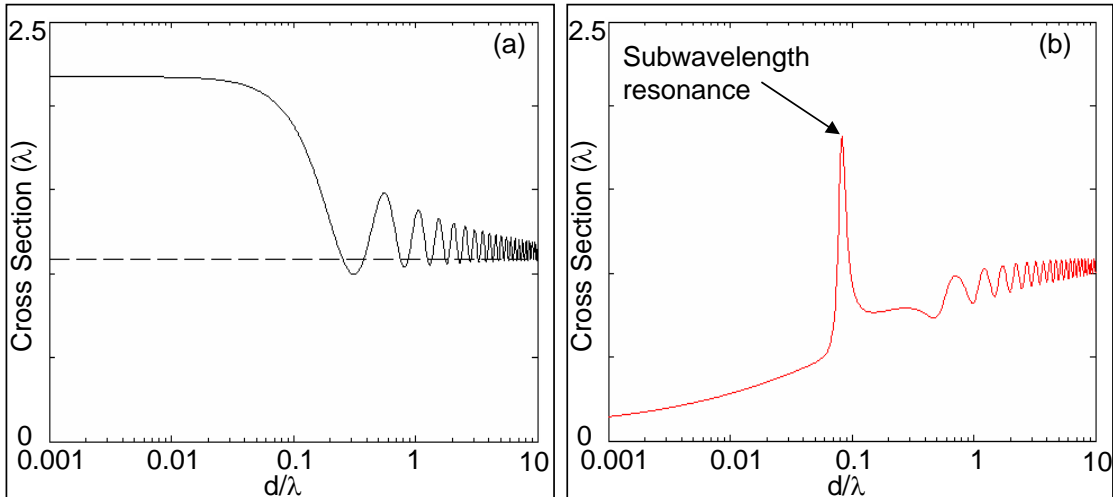 2.5
(a)
Cross Section (λ)
0
0.001
0.01
0.1
1
10
d/λ
2.5
(b)
Subwavelength
resonance
Cross Section (λ)
0
0.001
0.01
0.1
1
10
d/λ